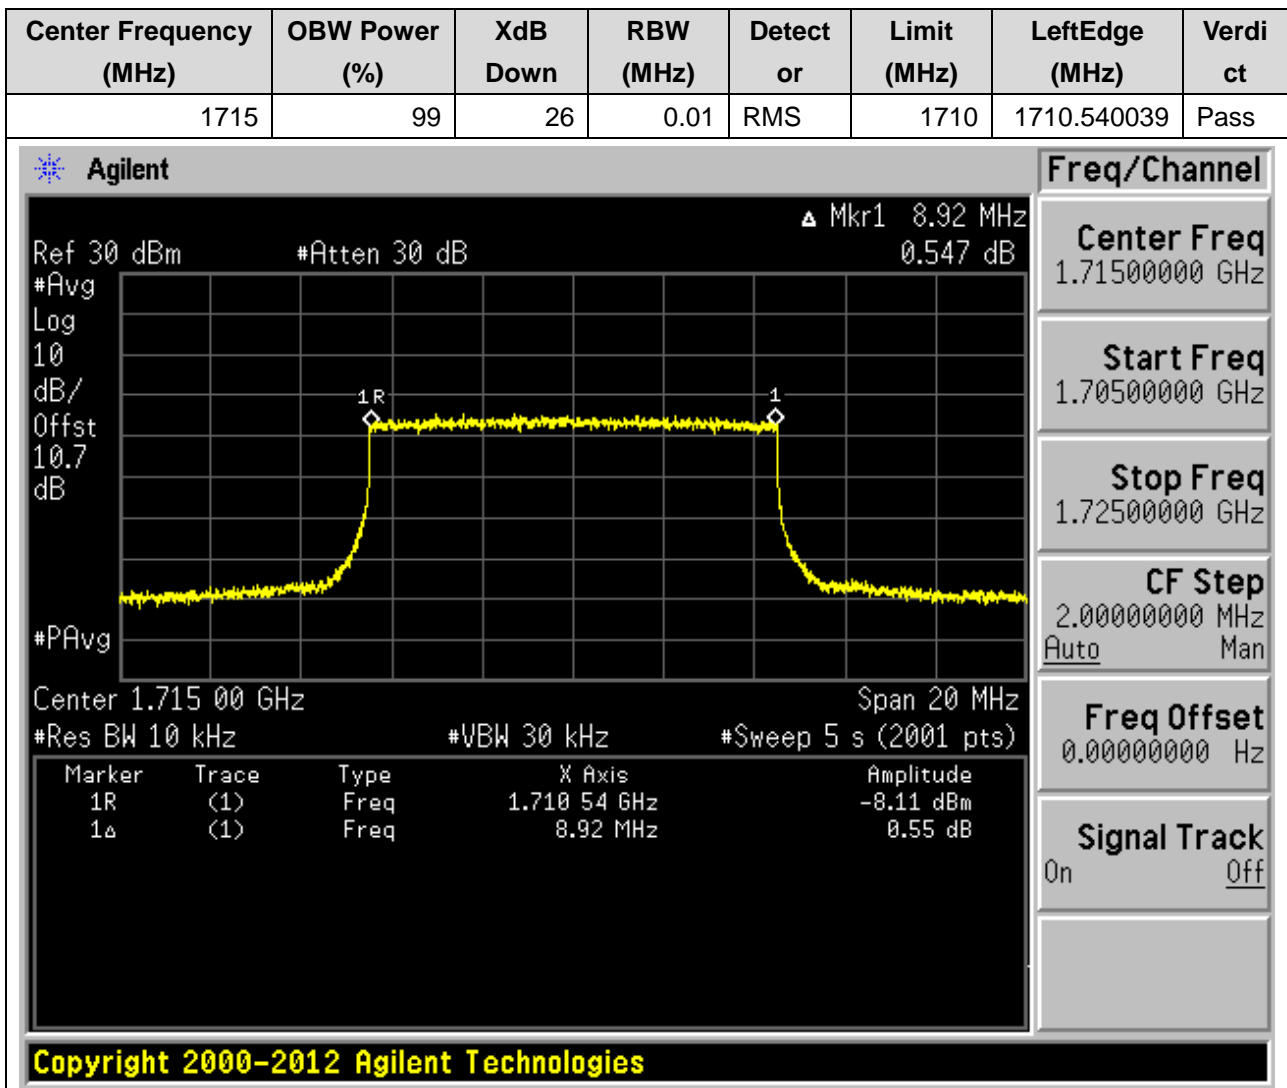 Center Frequency (MHz) OBW Power (%) XdB Down RBW (MHz) Detect or Limit (MHz) LeftEdge (MHz) Verdi ct
1715 99 26 0.01 RMS 1710 1710.540039 Pass
Agilent
Freq/Channel
Δ Mkr1 8.92 MHz
Ref 30 dBm #Atten 30 dB 0.547 dB
#Avg
Log
10
dB/
Offst
10.7
dB
#PAvg
1R
1
Center 1.715 00 GHz Span 20 MHz
#Res BW 10 kHz #VBW 30 kHz #Sweep 5 s (2001 pts)
Marker Trace Type X Axis Amplitude
1R (1) Freq 1.710 54 GHz -8.11 dBm
1Δ (1) Freq 8.92 MHz 0.55 dB
Center Freq
1.71500000 GHz
Start Freq
1.70500000 GHz
Stop Freq
1.72500000 GHz
CF Step
2.00000000 MHz
Auto Man
Freq Offset
0.00000000 Hz
Signal Track
On Off
Copyright 2000-2012 Agilent Technologies